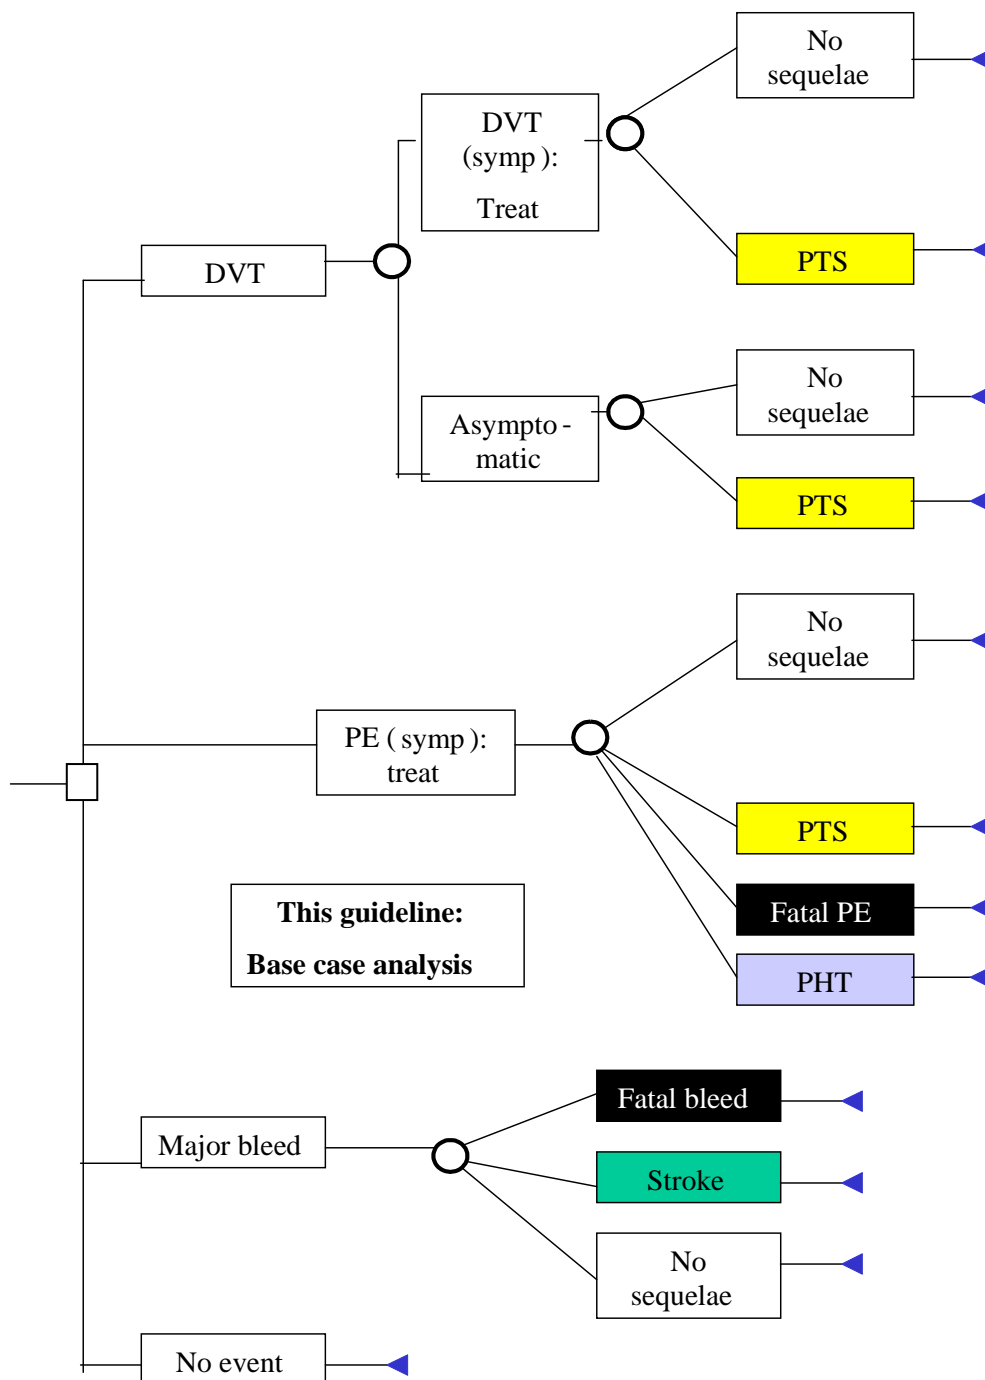 No
sequelae
DVT
(symp ):
Treat
DVT
PTS
No
sequelae
Asympto -
matic
PTS
No
sequelae
PE ( symp ):
treat
PTS
This guideline:
Base case analysis
Fatal PE
PHT
Fatal bleed
Major bleed
Stroke
No
sequelae
No event